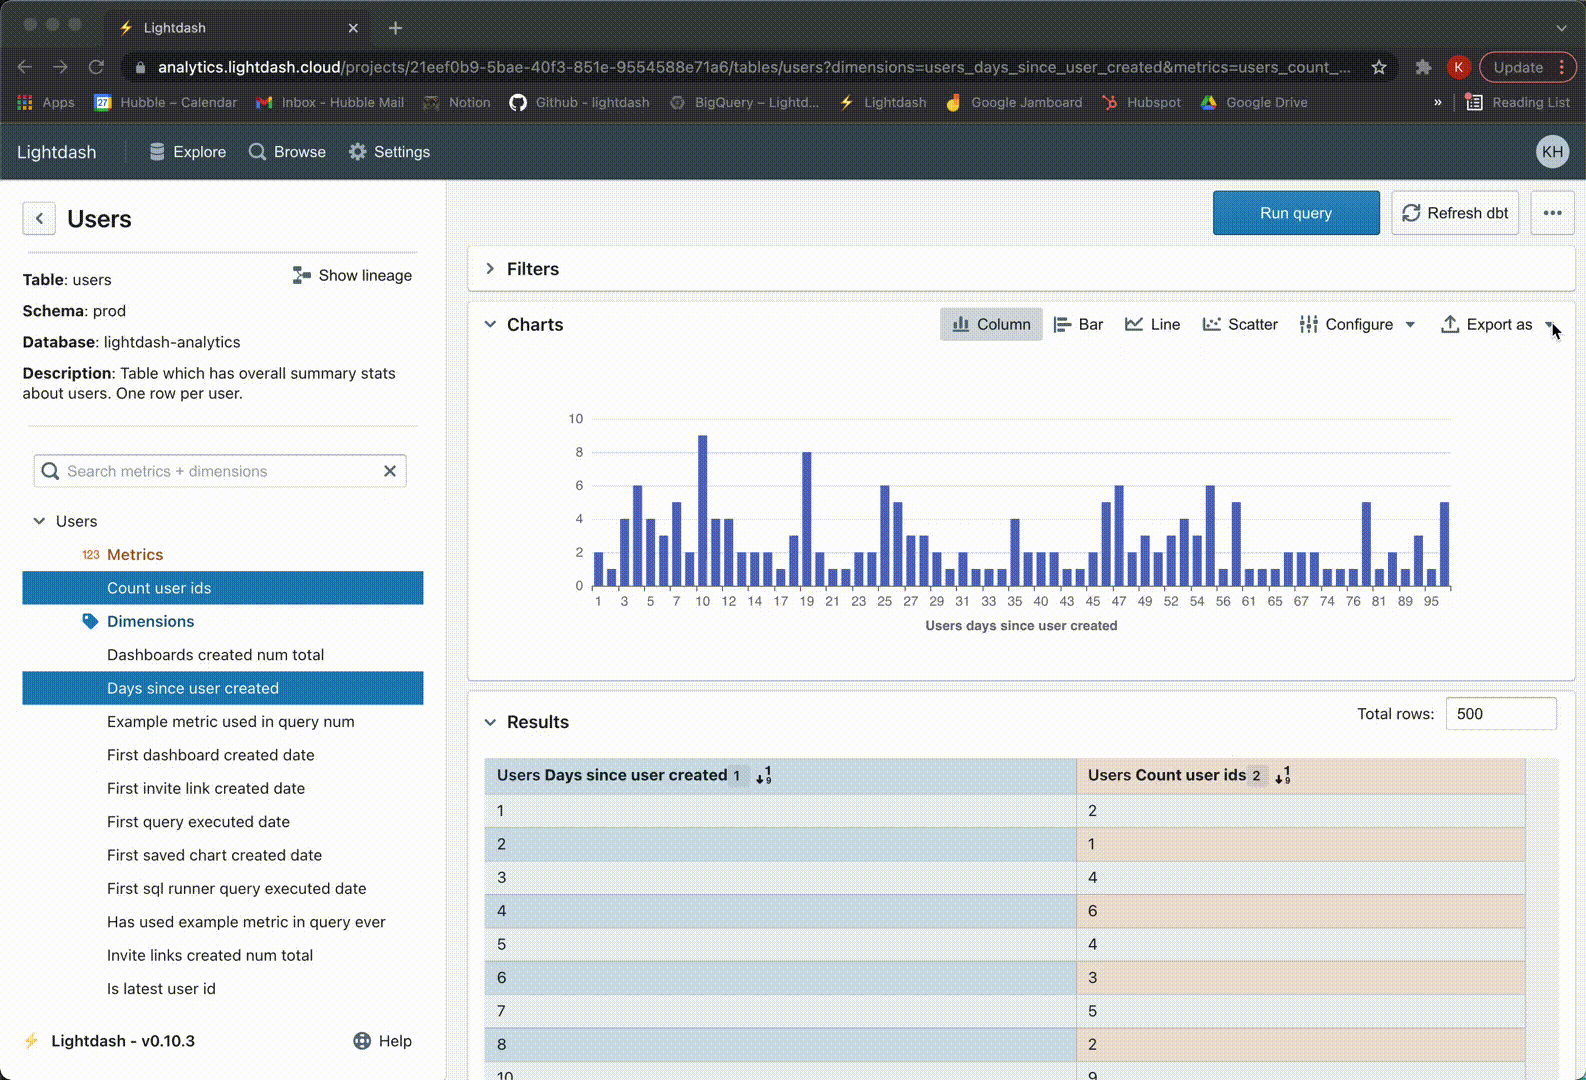 Lightdash
analytics.lightdash.cloud/projects/21eef0b9-5bae-40f3-851e-9554588e71a6/tables/users?dimensions=users_days_since_user_created&metrics=users_count_...
K
Update
Apps
27
Hubble – Calendar
Inbox - Hubble Mail
Notion
Github - lightdash
BigQuery – Lightd...
Lightdash
Google Jamboard
Hubspot
Google Drive
»
Reading List
Lightdash
Explore
Browse
Settings
KH
Users
Run query
Refresh dbt
Table: users
Show lineage
Schema: prod
Database: lightdash-analytics
Description: Table which has overall summary stats
about users. One row per user.
Search metrics + dimensions
Users
123 Metrics
Count user ids
Dimensions
Dashboards created num total
Days since user created
Example metric used in query num
First dashboard created date
First invite link created date
First query executed date
First saved chart created date
First sql runner query executed date
Has used example metric in query ever
Invite links created num total
Is latest user id
Lightdash - v0.10.3
Help
Filters
Charts
Column
Bar
Line
Scatter
Configure
Export as
10
8
6
4
2
0
1 3 5 7 10 12 14 17 19 21 23 25 27 29 31 33 35 40 43 45 47 49 52 54 56 61 65 67 74 76 81 89 95
Users days since user created
Results
Total rows: 500
Users Days since user created 1 1 9
Users Count user ids 2 1 9
1 2
2 1
3 4
4 6
5 4
6 3
7 5
8 2
10 9